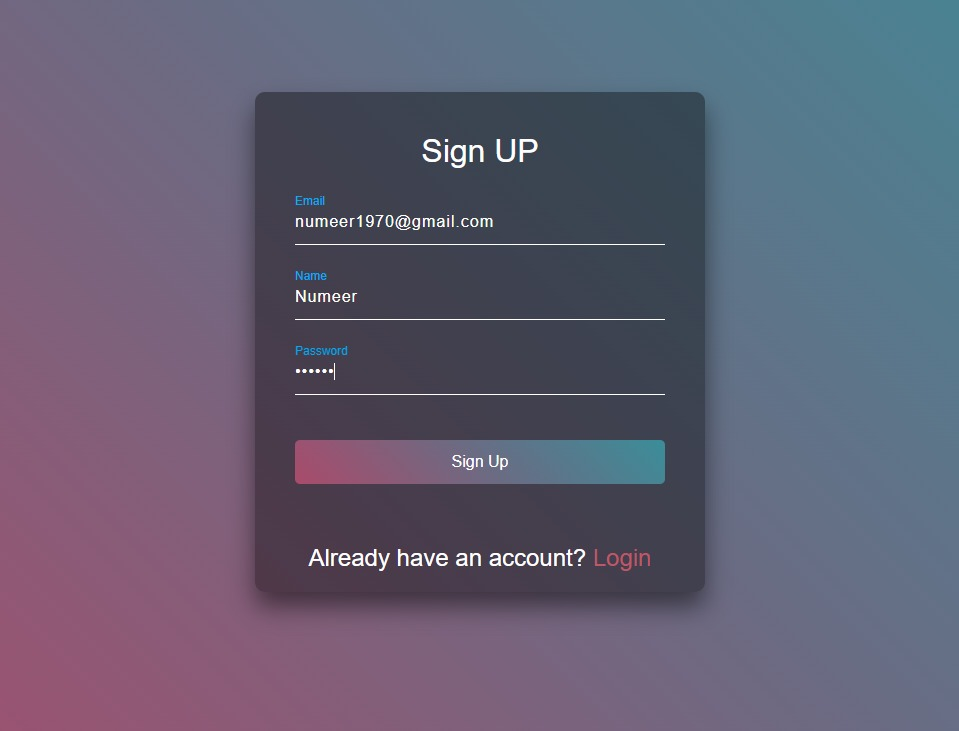 Sign UP
Email
numeer1970@gmail.com
Name
Numeer
Password
••••••
Sign Up
Already have an account? Login